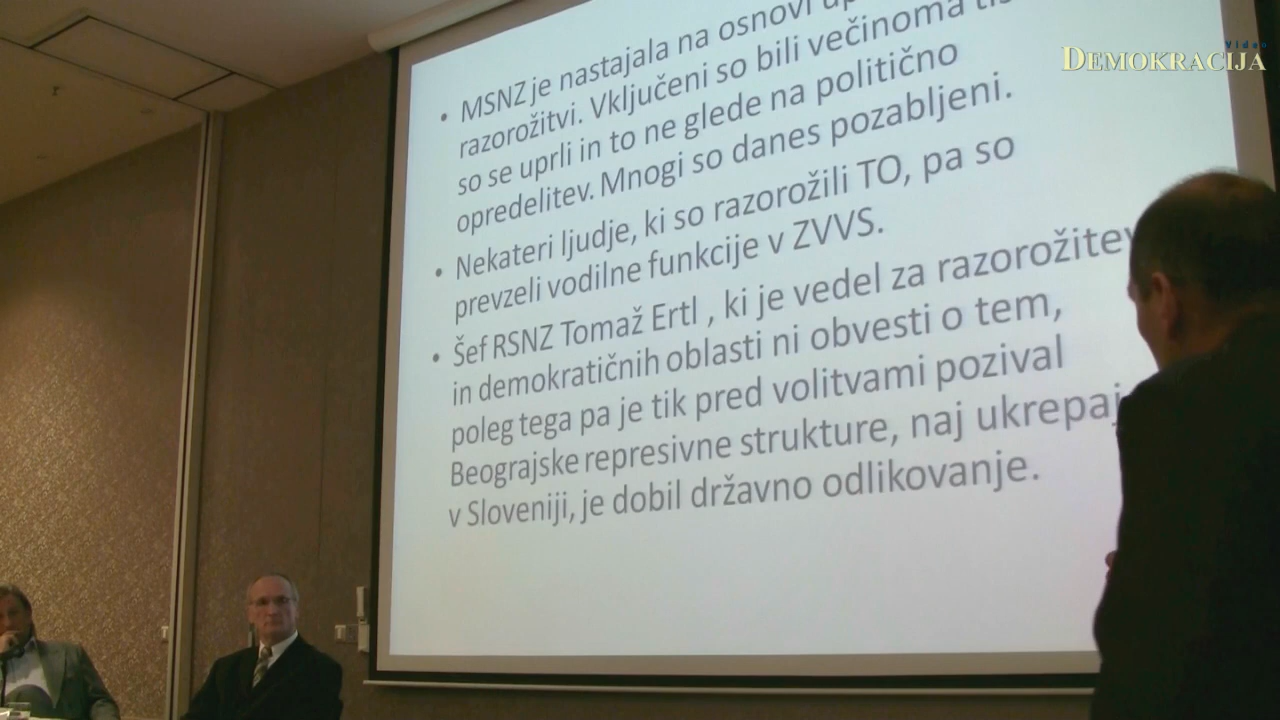 Video
DEMOKRACIJA
• MSNZ je nastajala na osnovi
razorožitvi. Vključeni so bili večinoma
so se uprli in to ne glede na politično
opredelitev. Mnogi so danes pozabljeni.
• Nekateri ljudje, ki so razorožili TO, pa so
prevzeli vodilne funkcije v ZVVS.
• Šef RSNZ Tomaž Ertl , ki je vedel za
in demokratičnih oblasti ni obvesti o tem,
poleg tega pa je tik pred volitvami pozival
Beograjske represivne strukture, naj
v Sloveniji, je dobil državno odlikovanje.